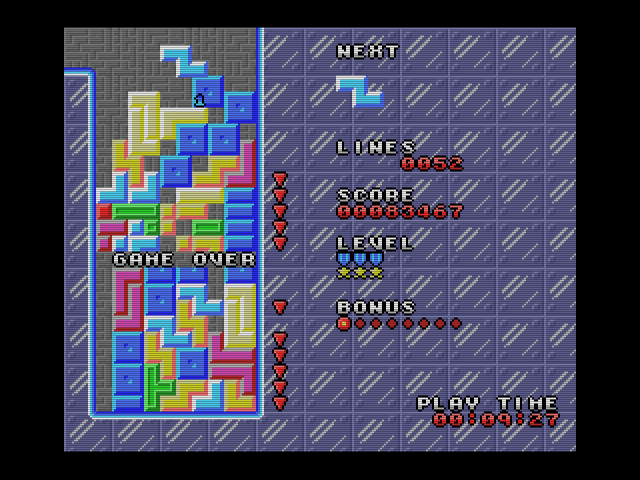 NEXT
LINES
0052
SCORE
00083467
LEVEL
GAME OVER
BONUS
PLAY TIME
00:09:27